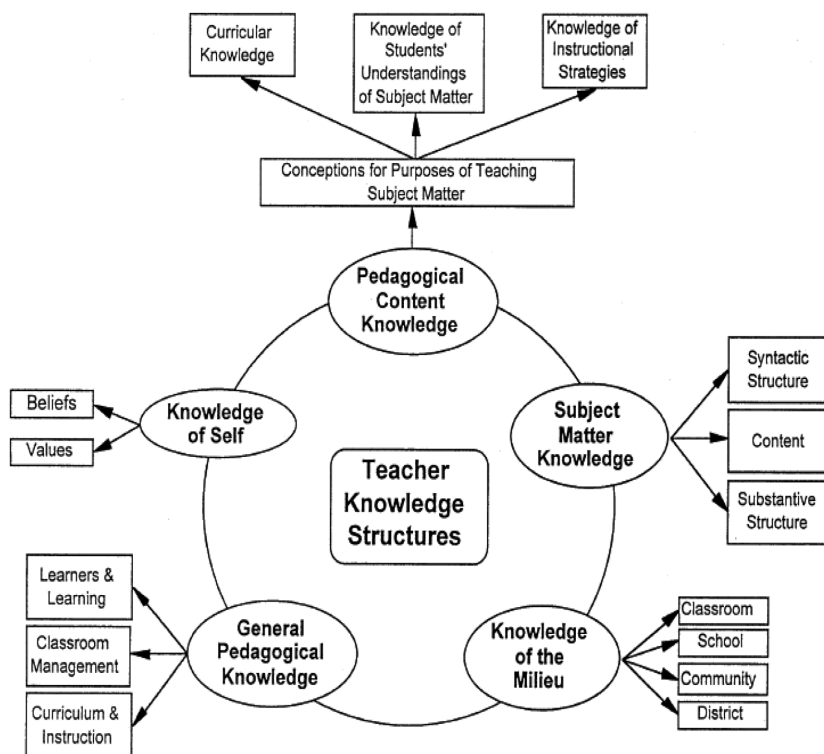 Curricular
Knowledge
Knowledge of
Students'
Understandings
of Subject Matter
Knowledge of
Instructional
Strategies
Conceptions for Purposes of Teaching
Subject Matter
Pedagogical
Content
Knowledge
Beliefs
Values
Knowledge
of Self
Subject
Matter
Knowledge
Syntactic
Structure
Content
Substantive
Structure
Teacher
Knowledge
Structures
Learners &
Learning
Classroom
Management
Curriculum &
Instruction
General
Pedagogical
Knowledge
Knowledge
of the
Milieu
Classroom
School
Community
District